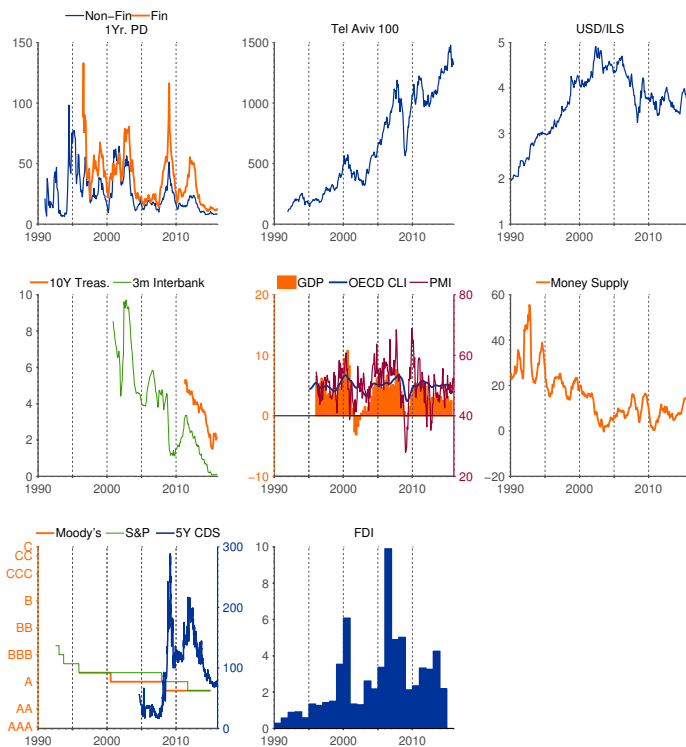 Non−Fin Fin
1Yr. PD
150
100
50
0
1990 2000 2010
Tel Aviv 100
1500
1000
500
0
1990 2000 2010
USD/ILS
5
4
3
2
1
1990 2000 2010
10Y Treas. 3m Interbank
10
8
6
4
2
0
1990 2000 2010
GDP OECD CLI PMI
20 80
10 60
0 40
−10 20
1990 2000 2010
Money Supply
60
40
20
0
−20
1990 2000 2010
Moody's S&P 5Y CDS
C 300
CC
CCC
B 200
BB
BBB 100
A
AA
AAA 0
1990 2000 2010
FDI
10
8
6
4
2
0
1990 2000 2010